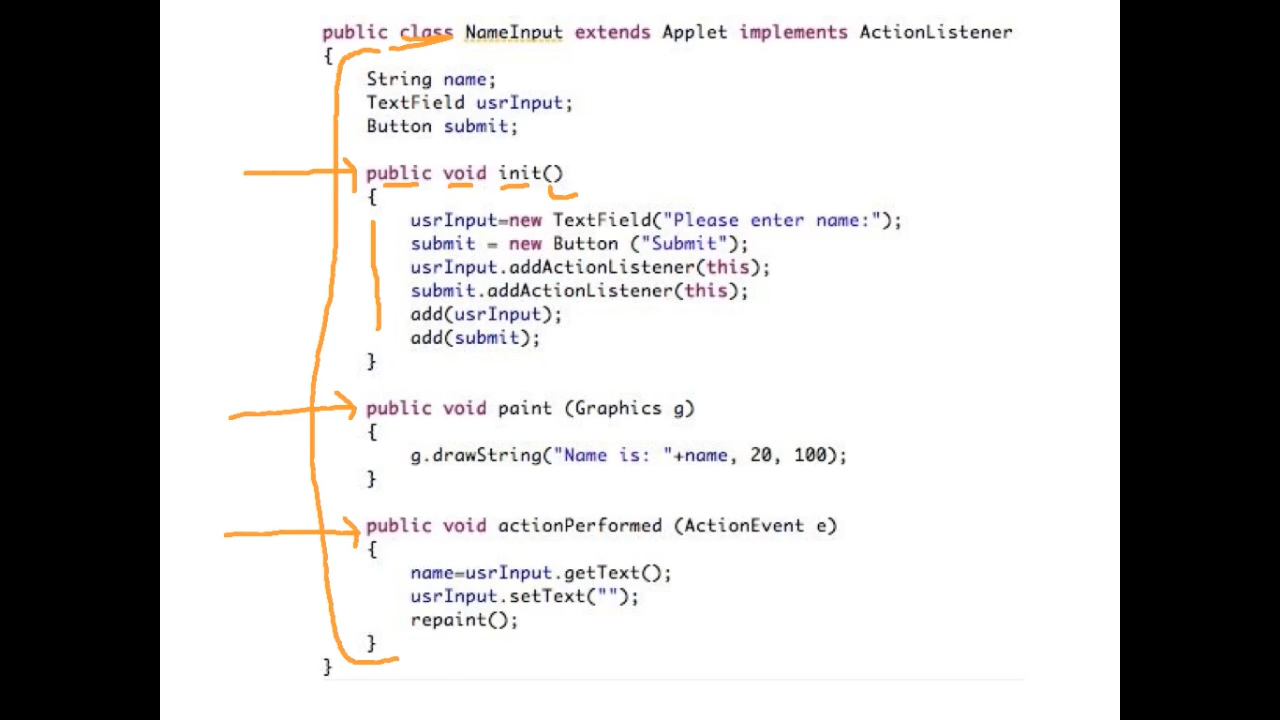 public class NameInput extends Applet implements ActionListener
{
String name;
TextField usrInput;
Button submit;
public void init()
{
usrInput=new TextField("Please enter name:");
submit = new Button ("Submit");
usrInput.addActionListener(this);
submit.addActionListener(this);
add(usrInput);
add(submit);
}
public void paint (Graphics g)
{
g.drawString("Name is: "+name, 20, 100);
}
public void actionPerformed (ActionEvent e)
{
name=usrInput.getText();
usrInput.setText("");
repaint();
}
}